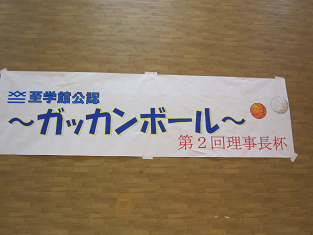 至学館公認
～ガッカンボール～
第２回理事長杯